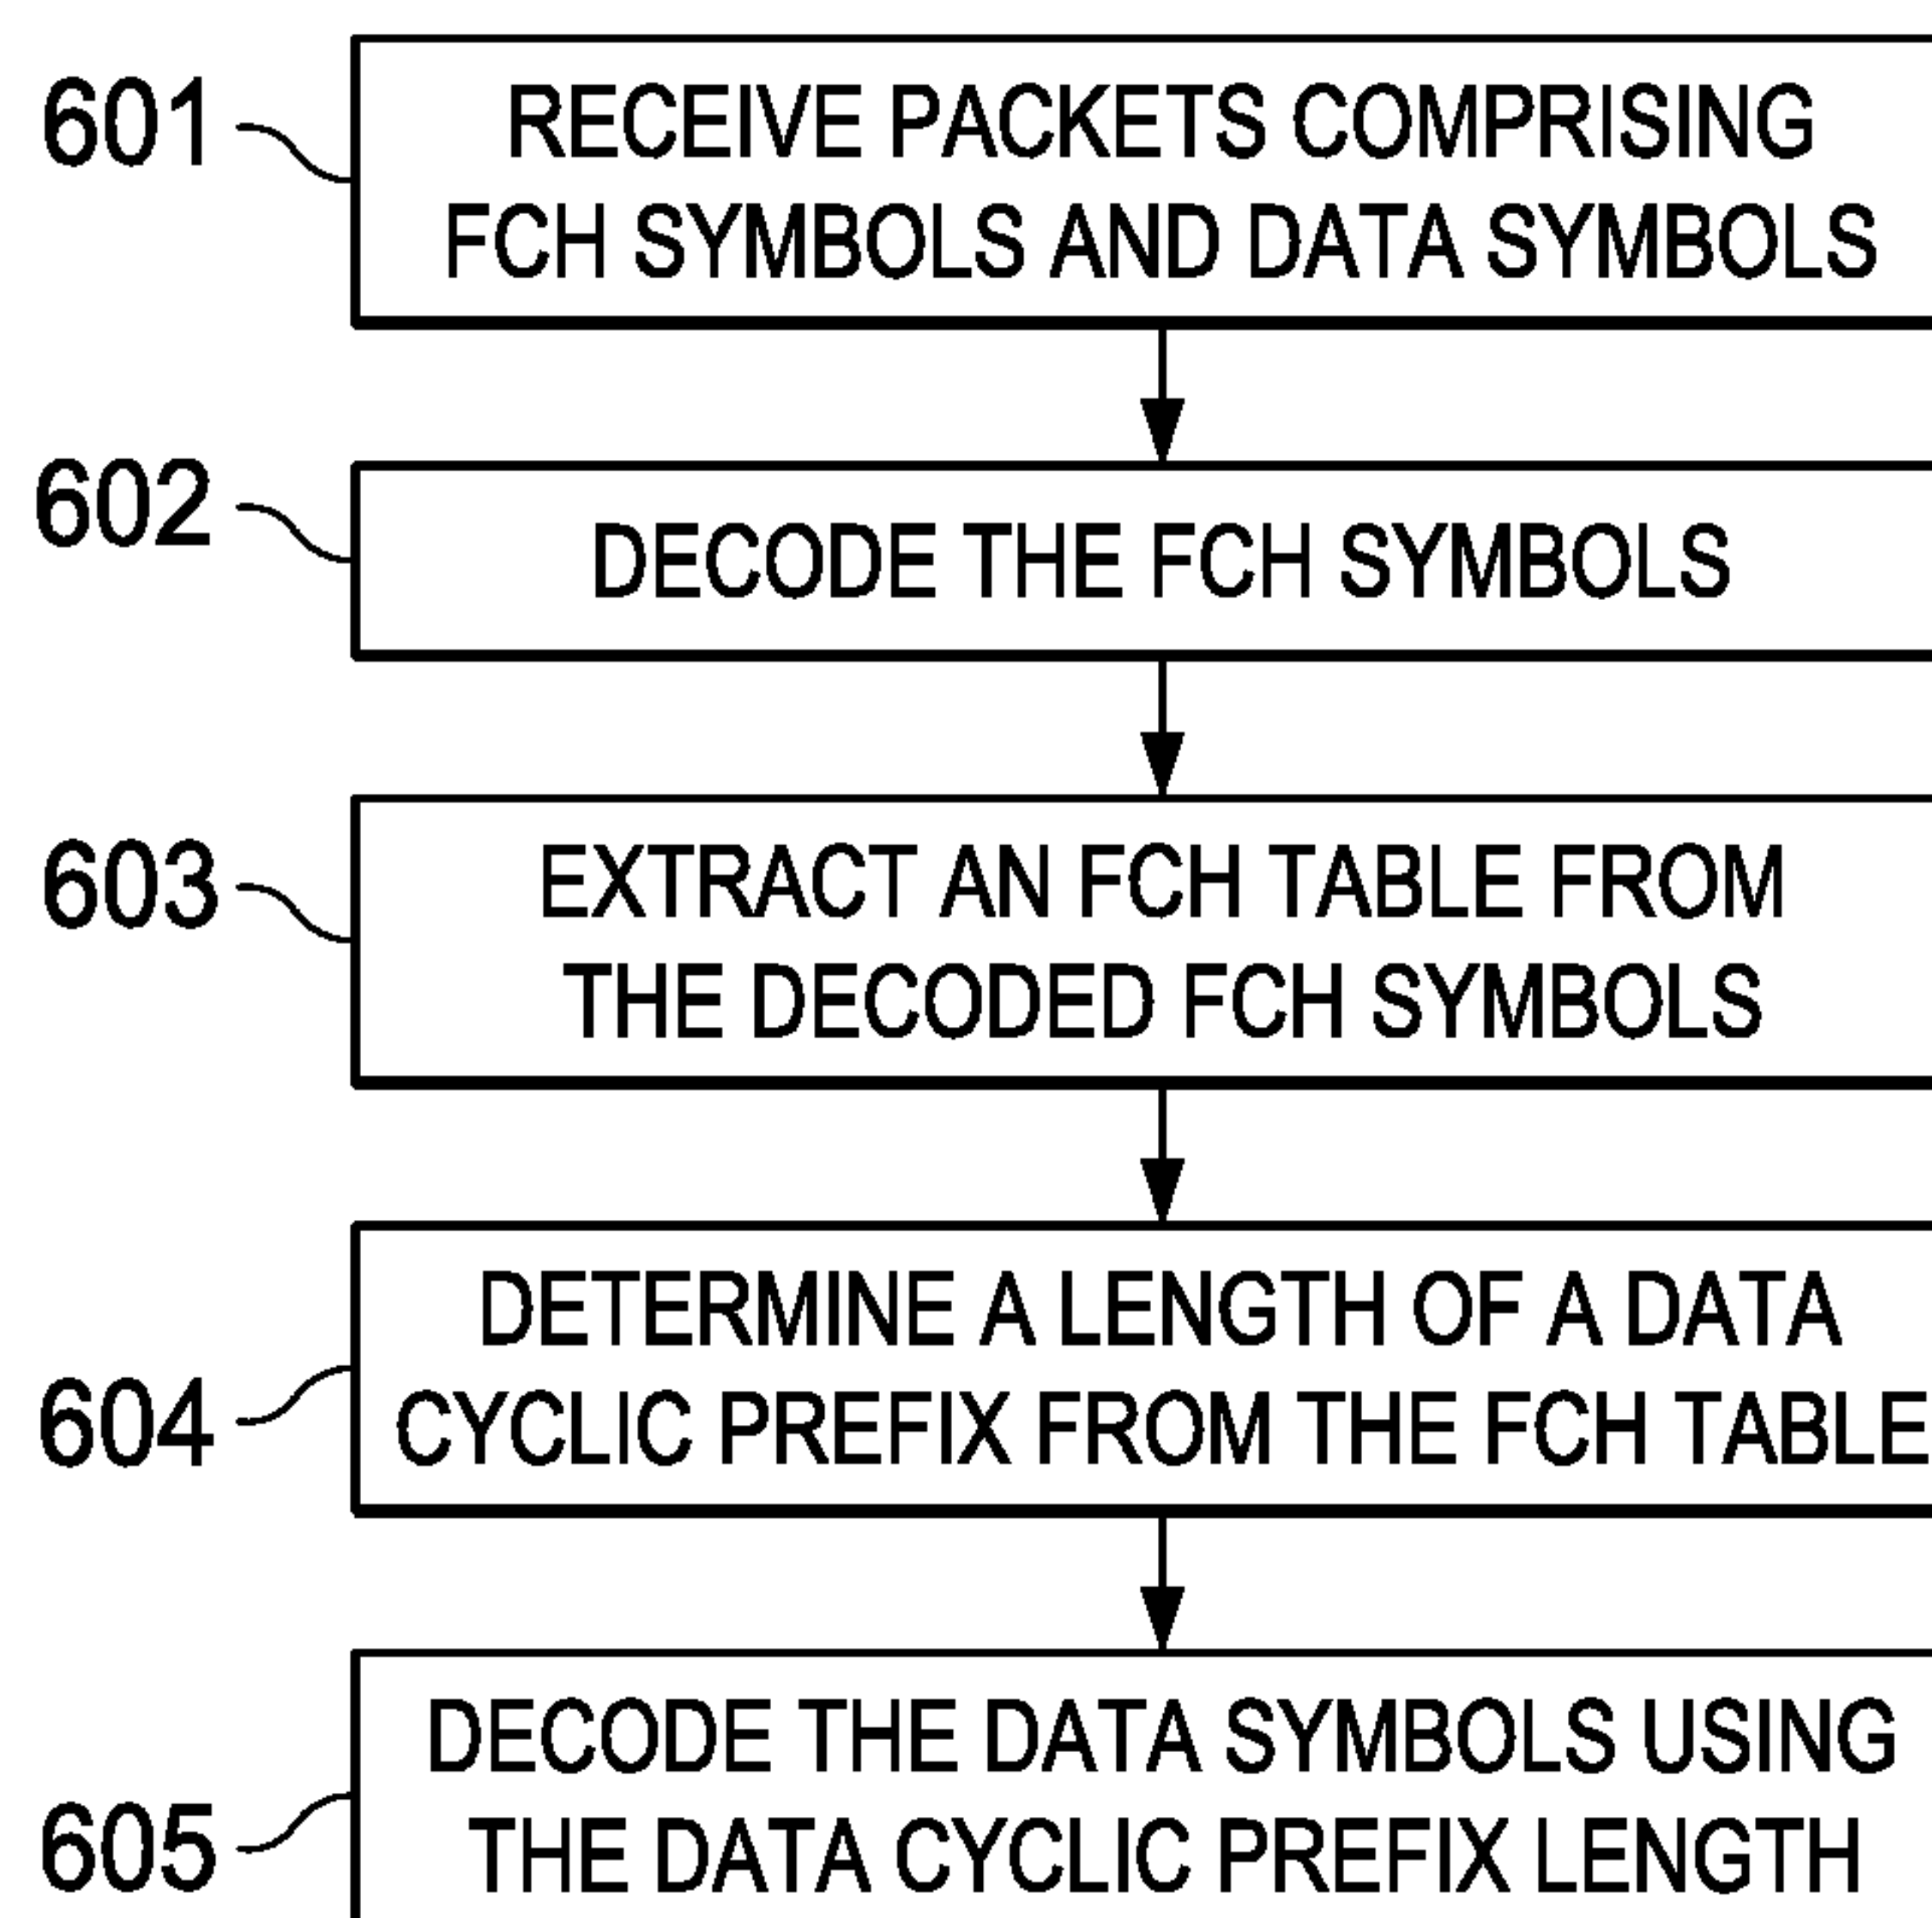 601
RECEIVE PACKETS COMPRISING
FCH SYMBOLS AND DATA SYMBOLS
602
DECODE THE FCH SYMBOLS
603
EXTRACT AN FCH TABLE FROM
THE DECODED FCH SYMBOLS
604
DETERMINE A LENGTH OF A DATA
CYCLIC PREFIX FROM THE FCH TABLE
605
DECODE THE DATA SYMBOLS USING
THE DATA CYCLIC PREFIX LENGTH